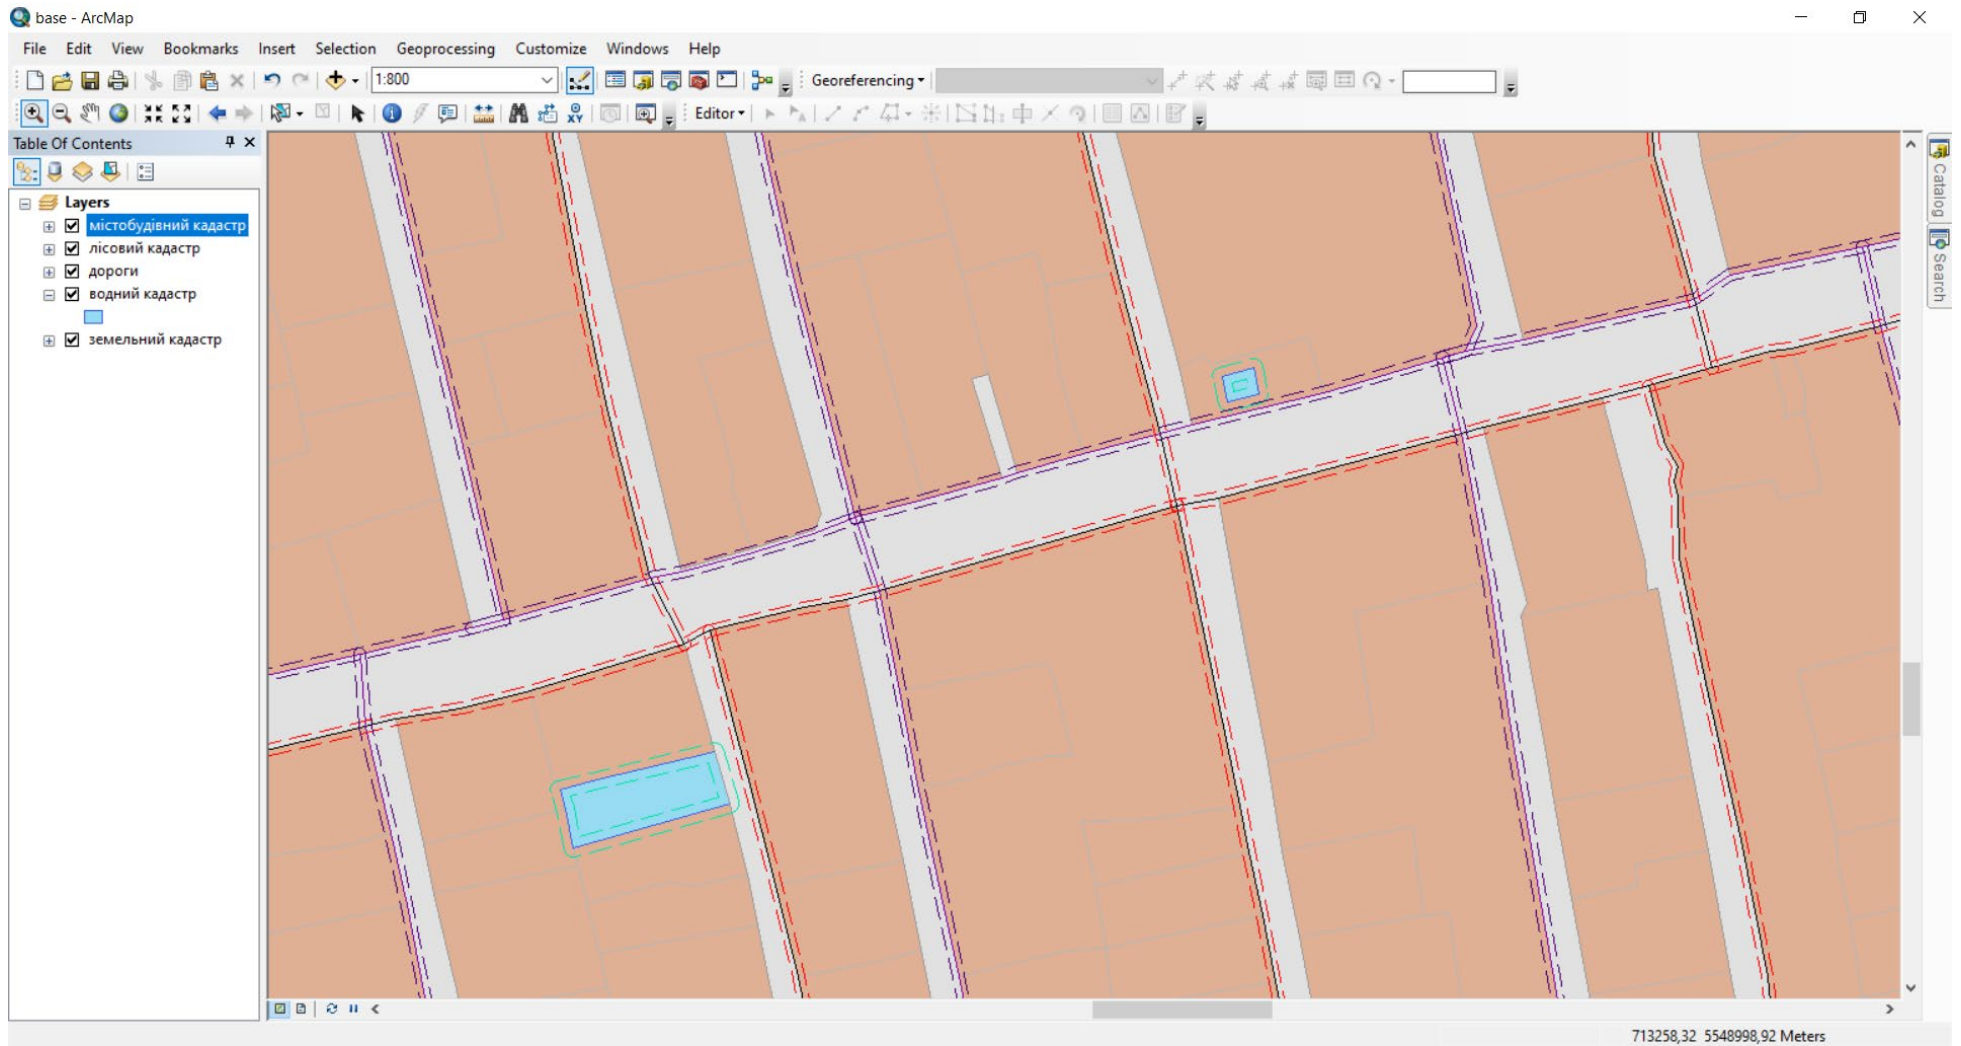 base - ArcMap
File Edit View Bookmarks Insert Selection Geoprocessing Customize Windows Help
1:800 Georeferencing
Editor
Table Of Contents
Layers
містобудівний кадастр
лісовий кадастр
дороги
водний кадастр
земельний кадастр
Catalog
Search
713258,32 5548998,92 Meters